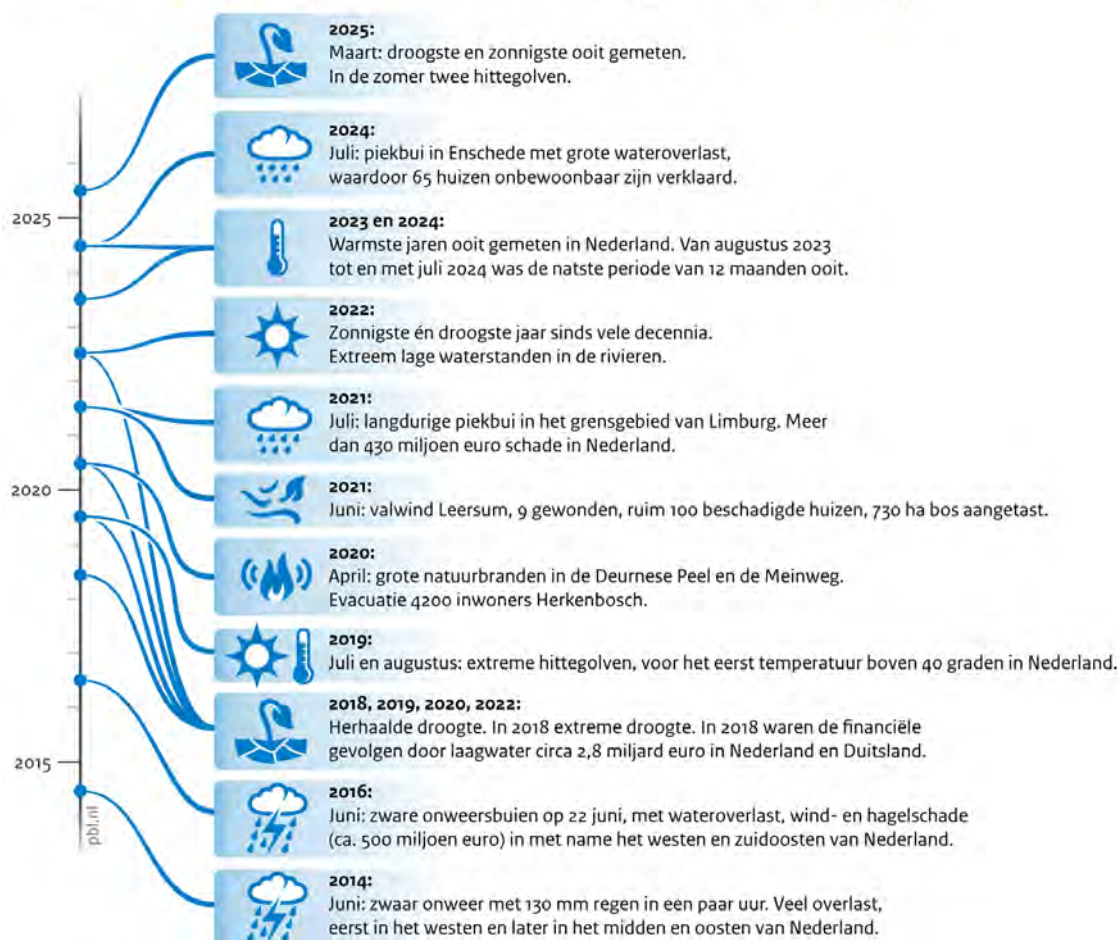 2025:
Maart: droogste en zonnigste ooit gemeten.
In de zomer twee hittegolven.
2024:
Juli: piekbui in Enschede met grote wateroverlast,
waardoor 65 huizen onbewoonbaar zijn verklaard.
2025
2023 en 2024:
Warmste jaren ooit gemeten in Nederland. Van augustus 2023
tot en met juli 2024 was de natste periode van 12 maanden ooit.
2022:
Zonnigste én droogste jaar sinds vele decennia.
Extreem lage waterstanden in de rivieren.
2021:
Juli: langdurige piekbui in het grensgebied van Limburg. Meer
dan 430 miljoen euro schade in Nederland.
2020
2021:
Juni: valwind Leersum, 9 gewonden, ruim 100 beschadigde huizen, 730 ha bos aangetast.
2020:
April: grote natuurbranden in de Deurnese Peel en de Meinweg.
Evacuatie 4200 inwoners Herkenbosch.
2019:
Juli en augustus: extreme hittegolven, voor het eerst temperatuur boven 40 graden in Nederland.
2018, 2019, 2020, 2022:
Herhaalde droogte. In 2018 extreme droogte. In 2018 waren de financiële
gevolgen door laagwater circa 2,8 miljard euro in Nederland en Duitsland.
2015
2016:
Juni: zware onweersbuien op 22 juni, met wateroverlast, wind- en hagelschade
(ca. 500 miljoen euro) in met name het westen en zuidoosten van Nederland.
pbl.nl
2014:
Juni: zwaar onweer met 130 mm regen in een paar uur. Veel overlast,
eerst in het westen en later in het midden en oosten van Nederland.